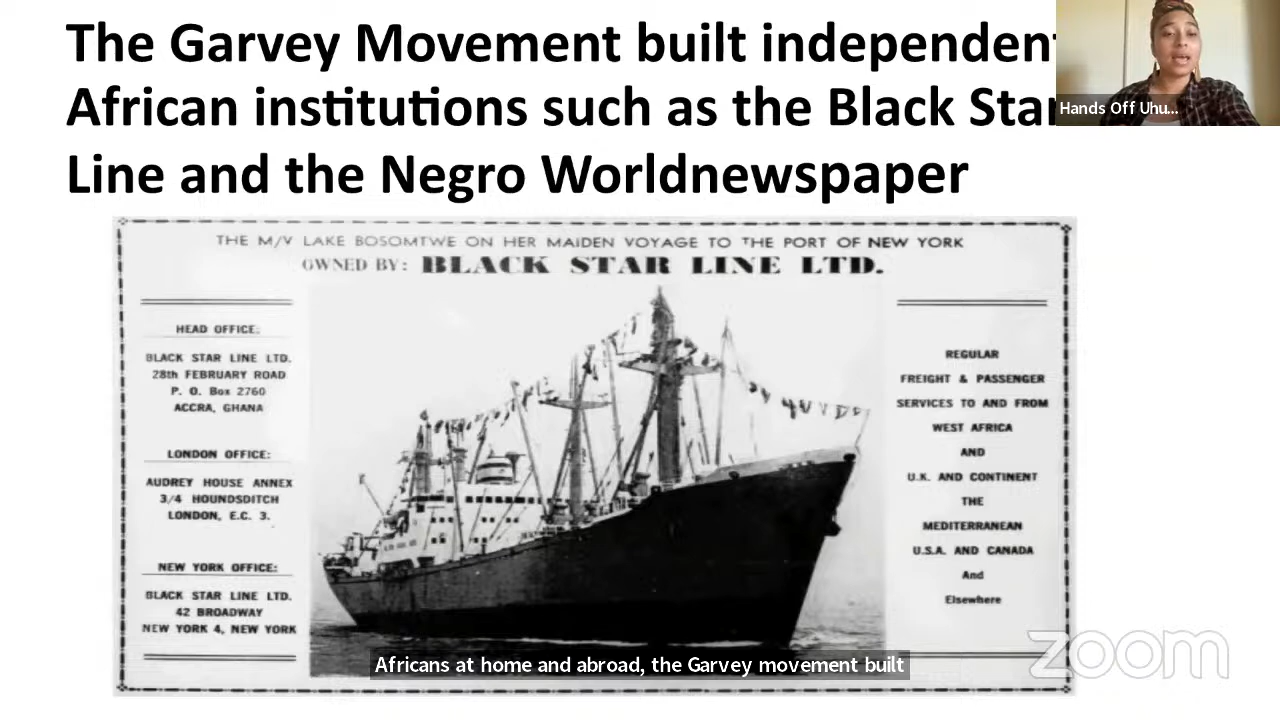 The Garvey Movement built independent
African institutions such as the Black Star
Line and the Negro Worldnewspaper
Hands Off Uhu...
THE M/V LAKE BOSOMTWE ON HER MAIDEN VOYAGE TO THE PORT OF NEW YORK
OWNED BY: BLACK STAR LINE LTD.
HEAD OFFICE:
BLACK STAR LINE LTD.
28th FEBRUARY ROAD
P. O. Box 2760
ACCRA, GHANA
LONDON OFFICE:
AUDREY HOUSE ANNEX
3/4 HOUNSDITCH
LONDON, E.C. 3.
NEW YORK OFFICE:
BLACK STAR LINE LTD.
42 BROADWAY
NEW YORK 4, NEW YORK
REGULAR
FREIGHT & PASSENGER
SERVICES TO AND FROM
WEST AFRICA
AND
U.K. AND CONTINENT
THE
MEDITERRANEAN
U.S.A. AND CANADA
And
Elsewhere
Africans at home and abroad, the Garvey movement built
zoom